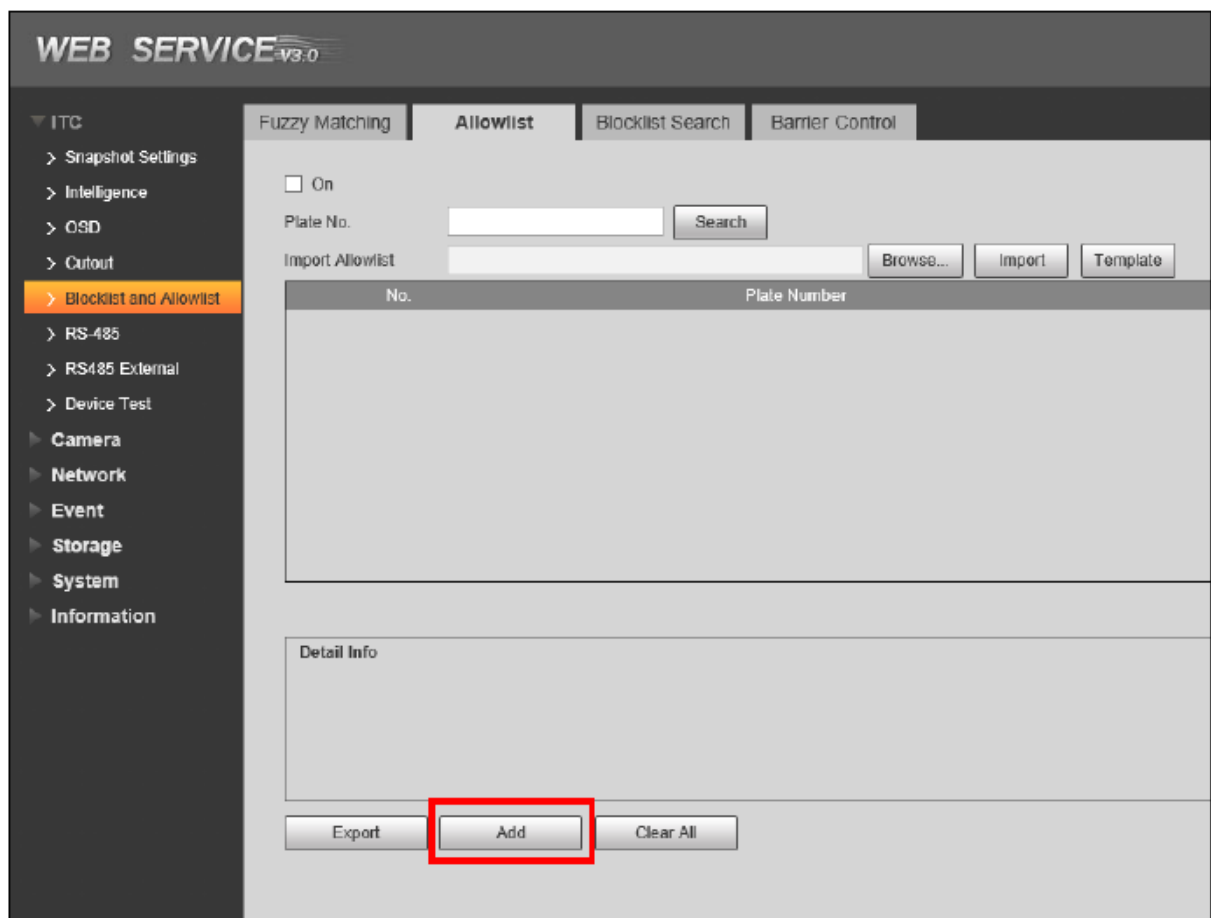 WEB SERVICE V3.0
ITC
Snapshot Settings
Intelligence
OSD
Cutout
Blocklist and Allowlist
RS-485
RS485 External
Device Test
Camera
Network
Event
Storage
System
Information
Fuzzy Matching Allowlist Blocklist Search Barrier Control
On
Plate No. Search
Import Allowlist Browse... Import Template
No. Plate Number
Detail Info
Export Add Clear All